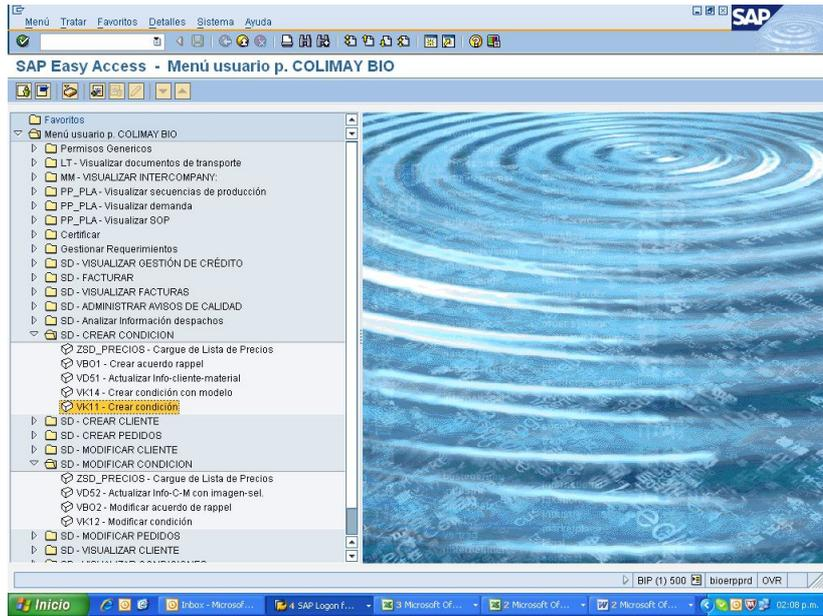 Menú Tratar Favoritos Detalles Sistema Ayuda
SAP
SAP Easy Access - Menú usuario p. COLIMAY BIO
Favoritos
Menú usuario p. COLIMAY BIO
Permisos Genericos
LT - Visualizar documentos de transporte
MM - VISUALIZAR INTERCOMPANY:
PP_PLA - Visualizar secuencias de producción
PP_PLA - Visualizar demanda
PP_PLA - Visualizar SOP
Certificar
Gestionar Requerimientos
SD - VISUALIZAR GESTIÓN DE CRÉDITO
SD - FACTURAR
SD - VISUALIZAR FACTURAS
SD - ADMINISTRAR AVISOS DE CALIDAD
SD - Analizar Información despachos
SD - CREAR CONDICION
ZSD_PRECIOS - Cargue de Lista de Precios
VBO1 - Crear acuerdo rappel
VD51 - Actualizar Info-cliente-material
VK14 - Crear condición con modelo
VK11 - Crear condición
SD - CREAR CLIENTE
SD - CREAR PEDIDOS
SD - MODIFICAR CLIENTE
SD - MODIFICAR CONDICION
ZSD_PRECIOS - Cargue de Lista de Precios
VD52 - Actualizar Info-C-M con imagen-sel.
VBO2 - Modificar acuerdo de rappel
VK12 - Modificar condición
SD - MODIFICAR PEDIDOS
SD - VISUALIZAR CLIENTE
BIP (1) 500 bioerpprd OVR
Inicio Inbox - Microsof... 4 SAP Logon f... 3 Microsoft Of... 2 Microsoft Of... 2 Microsoft Of... 02:08 p.m.